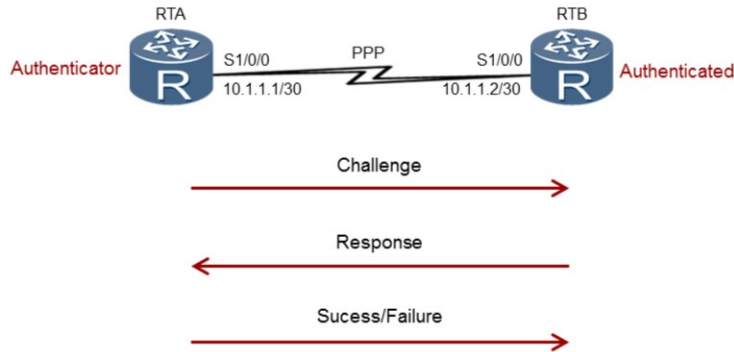 RTA
RTB
Authenticator
S1/0/0
PPP
S1/0/0
Authenticated
R
10.1.1.1/30
10.1.1.2/30
R
Challenge
Response
Sucess/Failure